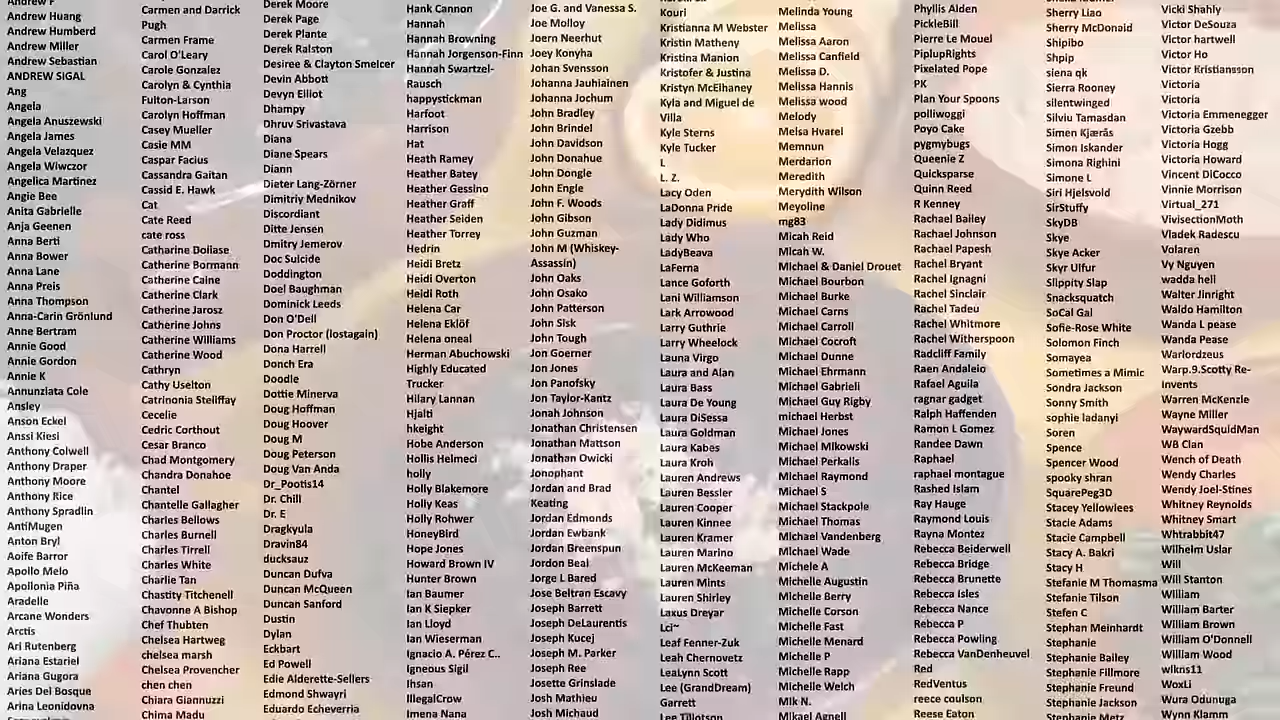 Andrew F
Andrew Huang
Andrew Humberd
Andrew Miller
Andrew Sebastian
ANDREW SIGAL
Ang
Angela
Angela Anuszewski
Angela James
Angela Velazquez
Angela Wiwczor
Angelica Martinez
Angie Bee
Anita Gabrielle
Anja Geenen
Anna Berti
Anna Bower
Anna Lane
Anna Preis
Anna Thompson
Anna-Carin Grönlund
Anne Bertram
Annie Good
Annie Gordon
Annie K
Annunziata Cole
Ansley
Anson Eckel
Anssi Kiesi
Anthony Colwell
Anthony Draper
Anthony Moore
Anthony Rice
Anthony Spradlin
AntiMugen
Anton Bryl
Aoife Barror
Apollo Melo
Apollonia Piña
Aradelle
Arcane Wonders
Arctis
Ari Rutenberg
Ariana Estariel
Ariana Gugora
Aries Del Bosque
Arina Leonidovna
Carmen and Darrick
Pugh
Carmen Frame
Carol O'Leary
Carole Gonzalez
Carolyn & Cynthia
Fulton-Larson
Carolyn Hoffman
Casey Mueller
Casie MM
Caspar Facius
Cassandra Gaitan
Cassid E. Hawk
Cat
Cate Reed
cate ross
Catharine Doliase
Catherine Bormann
Catherine Caine
Catherine Clark
Catherine Jarosz
Catherine Johns
Catherine Williams
Catherine Wood
Cathryn
Cathy Uselton
Catrinonia Steliffay
Cecelie
Cedric Corthout
Cesar Branco
Chad Montgomery
Chandra Donahoe
Chantel
Chantelle Gallagher
Charles Bellows
Charles Burnell
Charles Tirrell
Charles White
Charlie Tan
Chastity Titchenell
Chavonne A Bishop
Chef Thubten
Chelsea Hartweg
chelsea marsh
Chelsea Provencher
chen chen
Chiara Giannuzzi
Chima Madu
Derek Moore
Derek Page
Derek Plante
Derek Ralston
Desiree & Clayton Smelcer
Devin Abbott
Devyn Elliot
Dhampy
Dhruv Srivastava
Diana
Diane Spears
Diann
Dieter Lang-Zörner
Dimitriy Mednikov
Discordiant
Ditte Jensen
Dmitry Jemerov
Doc Suicide
Doddington
Doel Baughman
Dominick Leeds
Don O'Dell
Don Proctor (lostagain)
Dona Harrell
Donch Era
Doodle
Dottie Minerva
Doug Hoffman
Doug Hoover
Doug M
Doug Peterson
Doug Van Anda
Dr_Pootis14
Dr. Chill
Dr. E
Dragkyula
Dravin84
ducksauz
Duncan Dufva
Duncan McQueen
Duncan Sanford
Dustin
Dylan
Eckbart
Ed Powell
Edie Alderette-Sellers
Edmond Shwayri
Eduardo Echeverria
Hank Cannon
Hannah
Hannah Browning
Hannah Jorgenson-Finn
Hannah Swartzel-
Rausch
happystickman
Harfoot
Harrison
Hat
Heath Ramey
Heather Batey
Heather Gessino
Heather Graff
Heather Seiden
Heather Torrey
Hedrin
Heidi Bretz
Heidi Overton
Heidi Roth
Helena Car
Helena Eklöf
Helena oneal
Herman Abuchowski
Highly Educated
Trucker
Hilary Lannan
Hjalti
hkeight
Hobe Anderson
Hollis Helmeci
holly
Holly Blakemore
Holly Keas
Holly Rohwer
HoneyBird
Hope Jones
Howard Brown IV
Hunter Brown
Ian Baumer
Ian K Siepker
Ian Lloyd
Ian Wieserman
Ignacio A. Pérez C..
Igneous Sigil
Ihsan
IllegalCrow
Imena Nana
Joe G. and Vanessa S.
Joe Molloy
Joern Neerhut
Joey Konyha
Johan Svensson
Johanna Jauhiainen
Johanna Jochum
John Bradley
John Brindel
John Davidson
John Donahue
John Dongle
John Engle
John F. Woods
John Gibson
John Guzman
John M (Whiskey-
Assassin)
John Oaks
John Osako
John Patterson
John Sisk
John Tough
Jon Goerner
Jon Jones
Jon Panofsky
Jon Taylor-Kantz
Jonah Johnson
Jonathan Christensen
Jonathan Mattson
Jonathan Owicki
Jonophant
Jordan and Brad
Keating
Jordan Edmonds
Jordan Ewbank
Jordan Greenspun
Jordon Beal
Jorge L Bared
Jose Beltran Escavy
Joseph Barrett
Joseph DeLaurentis
Joseph Kucej
Joseph M. Parker
Joseph Ree
Josette Grinslade
Josh Mathieu
Josh Michaud
Kouri
Kristianna M Webster
Kristin Matheny
Kristina Manion
Kristofer & Justina
Kristyn McElhaney
Kyla and Miguel de
Villa
Kyle Sterns
Kyle Tucker
L
L. Z.
Lacy Oden
LaDonna Pride
Lady Didimus
Lady Who
LadyBeava
LaFerna
Lance Goforth
Lani Williamson
Lark Arrowood
Larry Guthrie
Larry Wheelock
Launa Virgo
Laura and Alan
Laura Bass
Laura De Young
Laura DiSessa
Laura Goldman
Laura Kabes
Laura Kroh
Lauren Andrews
Lauren Bessler
Lauren Cooper
Lauren Kinnee
Lauren Kramer
Lauren Marino
Lauren McKeeman
Lauren Mints
Lauren Shirley
Laxus Dreyar
Lci~
Leaf Fenner-Zuk
Leah Chernovetz
LeaLynn Scott
Lee (GrandDream)
Garrett
Lee Tillotson
Melinda Young
Melissa
Melissa Aaron
Melissa Canfield
Melissa D.
Melissa Hannis
Melissa wood
Melody
Melsa Hvarel
Memnun
Merdarion
Meredith
Merydith Wilson
Meyoline
mg83
Micah Reid
Micah W.
Michael & Daniel Drouet
Michael Bourbon
Michael Burke
Michael Carns
Michael Carroll
Michael Cocroft
Michael Dunne
Michael Ehrmann
Michael Gabrieli
Michael Guy Rigby
michael Herbst
Michael Jones
Michael Mikowski
Michael Perkalis
Michael Raymond
Michael S
Michael Stackpole
Michael Thomas
Michael Vandenberg
Michael Wade
Michele A
Michelle Augustin
Michelle Berry
Michelle Corson
Michelle Fast
Michelle Menard
Michelle P
Michelle Rapp
Michelle Welch
Mik N.
Mikael Agnell
Phyllis Alden
PickleBill
Pierre Le Mouel
PiplupRights
Pixelated Pope
PK
Plan Your Spoons
polliwoggi
Poyo Cake
pygmybugs
Queenie Z
Quicksparse
Quinn Reed
R Kenney
Rachael Bailey
Rachael Johnson
Rachael Papesh
Rachel Bryant
Rachel Ignagni
Rachel Sinclair
Rachel Tadeu
Rachel Whitmore
Rachel Witherspoon
Radcliff Family
Raen Andaleio
Rafael Aguila
ragnar gadget
Ralph Haffenden
Ramon L Gomez
Randee Dawn
Raphael
raphael montague
Rashed Islam
Ray Hauge
Raymond Louis
Rayna Montez
Rebecca Beiderwell
Rebecca Bridge
Rebecca Brunette
Rebecca Isles
Rebecca Nance
Rebecca P
Rebecca Powling
Rebecca VanDenheuvel
Red
RedVentus
reece coulson
Reese Eaton
Sherry Liao
Sherry McDonaid
Shipibo
Shpip
siena qk
Sierra Rooney
silentwinged
Silviu Tamasdan
Simen Kjærås
Simon Iskander
Simona Righini
Simone L
Siri Hjelsvold
SirStuffy
SkyDB
Skye
Skye Acker
Skyr Ulfur
Slippity Slap
Snacksquatch
SoCal Gal
Sofie-Rose White
Solomon Finch
Somayea
Sometimes a Mimic
Sondra Jackson
Sonny Smith
sophie ladanyi
Soren
Spence
Spencer Wood
spooky shran
SquarePeg3D
Stacey Yellowlees
Stacie Adams
Stacie Campbell
Stacy A. Bakri
Stacy H
Stefanie M Thomasma
Stefanie Tilson
Stefen C
Stephan Meinhardt
Stephanie
Stephanie Bailey
Stephanie Fillmore
Stephanie Freund
Stephanie Jackson
Stephanie Metz
Vicki Shahly
Victor DeSouza
Victor hartwell
Victor Ho
Victor Kristiansson
Victoria
Victoria
Victoria Emmenegger
Victoria Gzebb
Victoria Hogg
Victoria Howard
Vincent DiCocco
Vinnie Morrison
Virtual_271
VivisectionMoth
Vladek Radescu
Volaren
Vy Nguyen
wadda hell
Walter Jinright
Waldo Hamilton
Wanda L pease
Wanda Pease
Warlordzeus
Warp.9.Scotty Re-
invents
Warren McKenzie
Wayne Miller
WaywardSquidMan
WB Clan
Wench of Death
Wendy Charles
Wendy Joel-Stines
Whitney Reynolds
Whitney Smart
Whtrabbit47
Wilhelm Uslar
Will
Will Stanton
William
William Barter
William Brown
William O'Donnell
William Wood
wlkns11
WoxLi
Wura Odunuga
Wynn Klamm